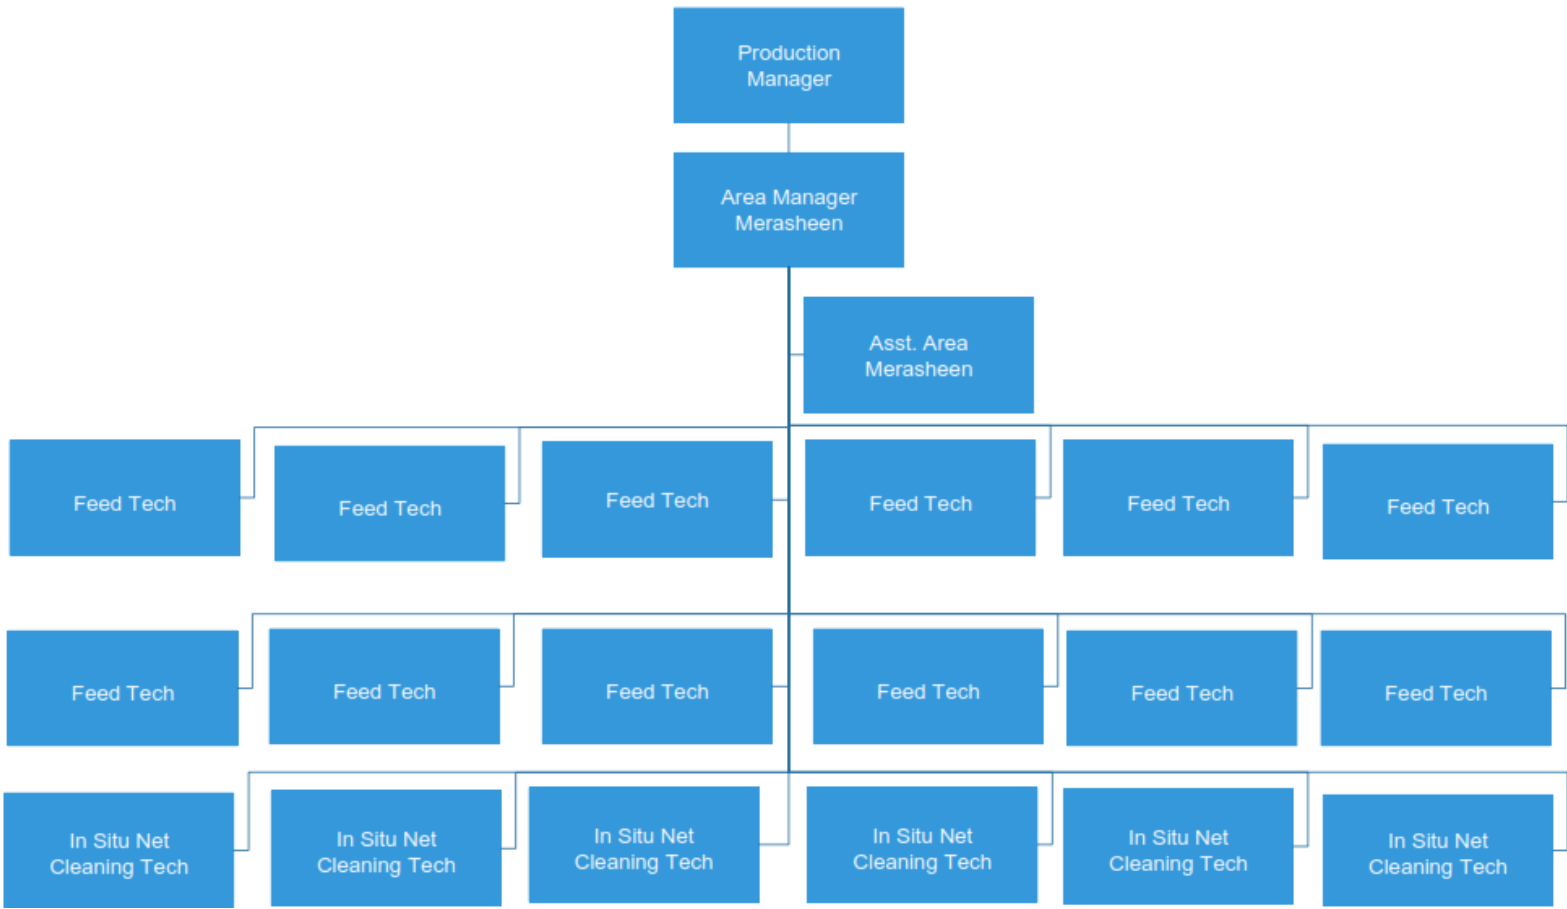 Production
Manager
Area Manager
Merasheen
Asst. Area
Merasheen
Feed Tech
Feed Tech
Feed Tech
Feed Tech
Feed Tech
Feed Tech
Feed Tech
Feed Tech
Feed Tech
Feed Tech
Feed Tech
Feed Tech
In Situ Net
Cleaning Tech
In Situ Net
Cleaning Tech
In Situ Net
Cleaning Tech
In Situ Net
Cleaning Tech
In Situ Net
Cleaning Tech
In Situ Net
Cleaning Tech